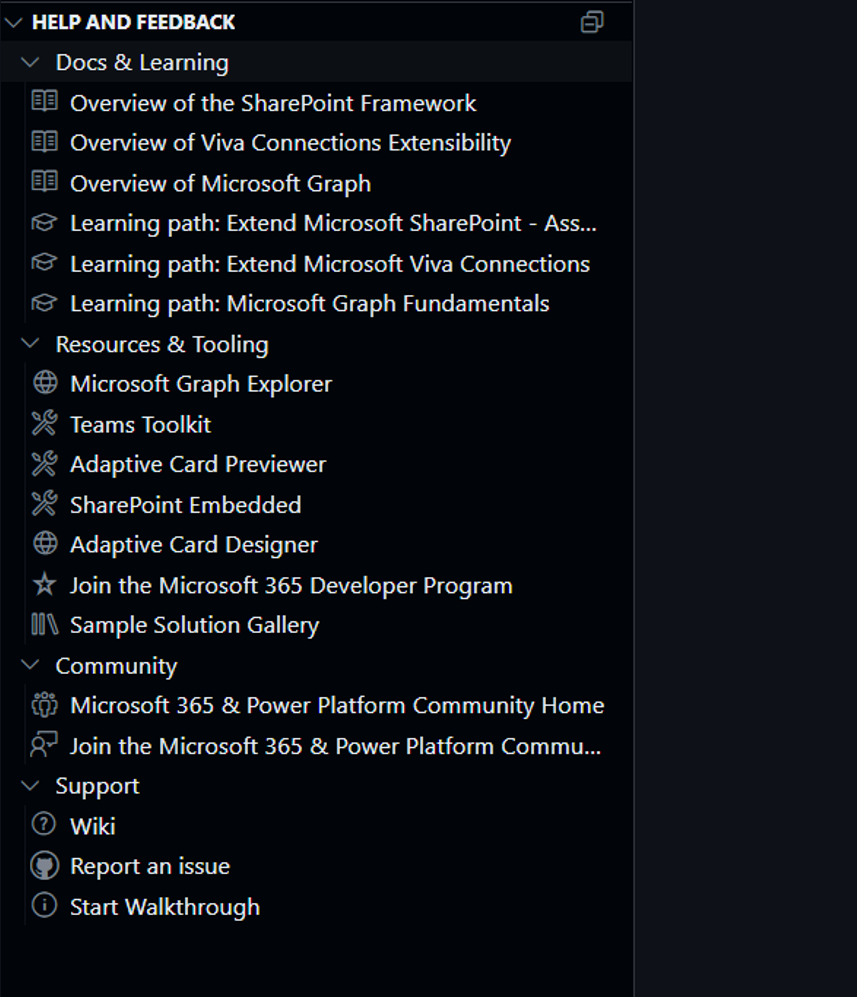 HELP AND FEEDBACK
Docs & Learning
Overview of the SharePoint Framework
Overview of Viva Connections Extensibility
Overview of Microsoft Graph
Learning path: Extend Microsoft SharePoint - Ass...
Learning path: Extend Microsoft Viva Connections
Learning path: Microsoft Graph Fundamentals
Resources & Tooling
Microsoft Graph Explorer
Teams Toolkit
Adaptive Card Previewer
SharePoint Embedded
Adaptive Card Designer
Join the Microsoft 365 Developer Program
Sample Solution Gallery
Community
Microsoft 365 & Power Platform Community Home
Join the Microsoft 365 & Power Platform Commu...
Support
Wiki
Report an issue
Start Walkthrough